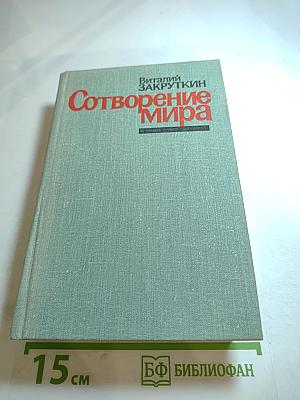 Виталий
ЗАКРУТКИН
Сотворение
мира
15 см
БФ БИБЛИОФАН